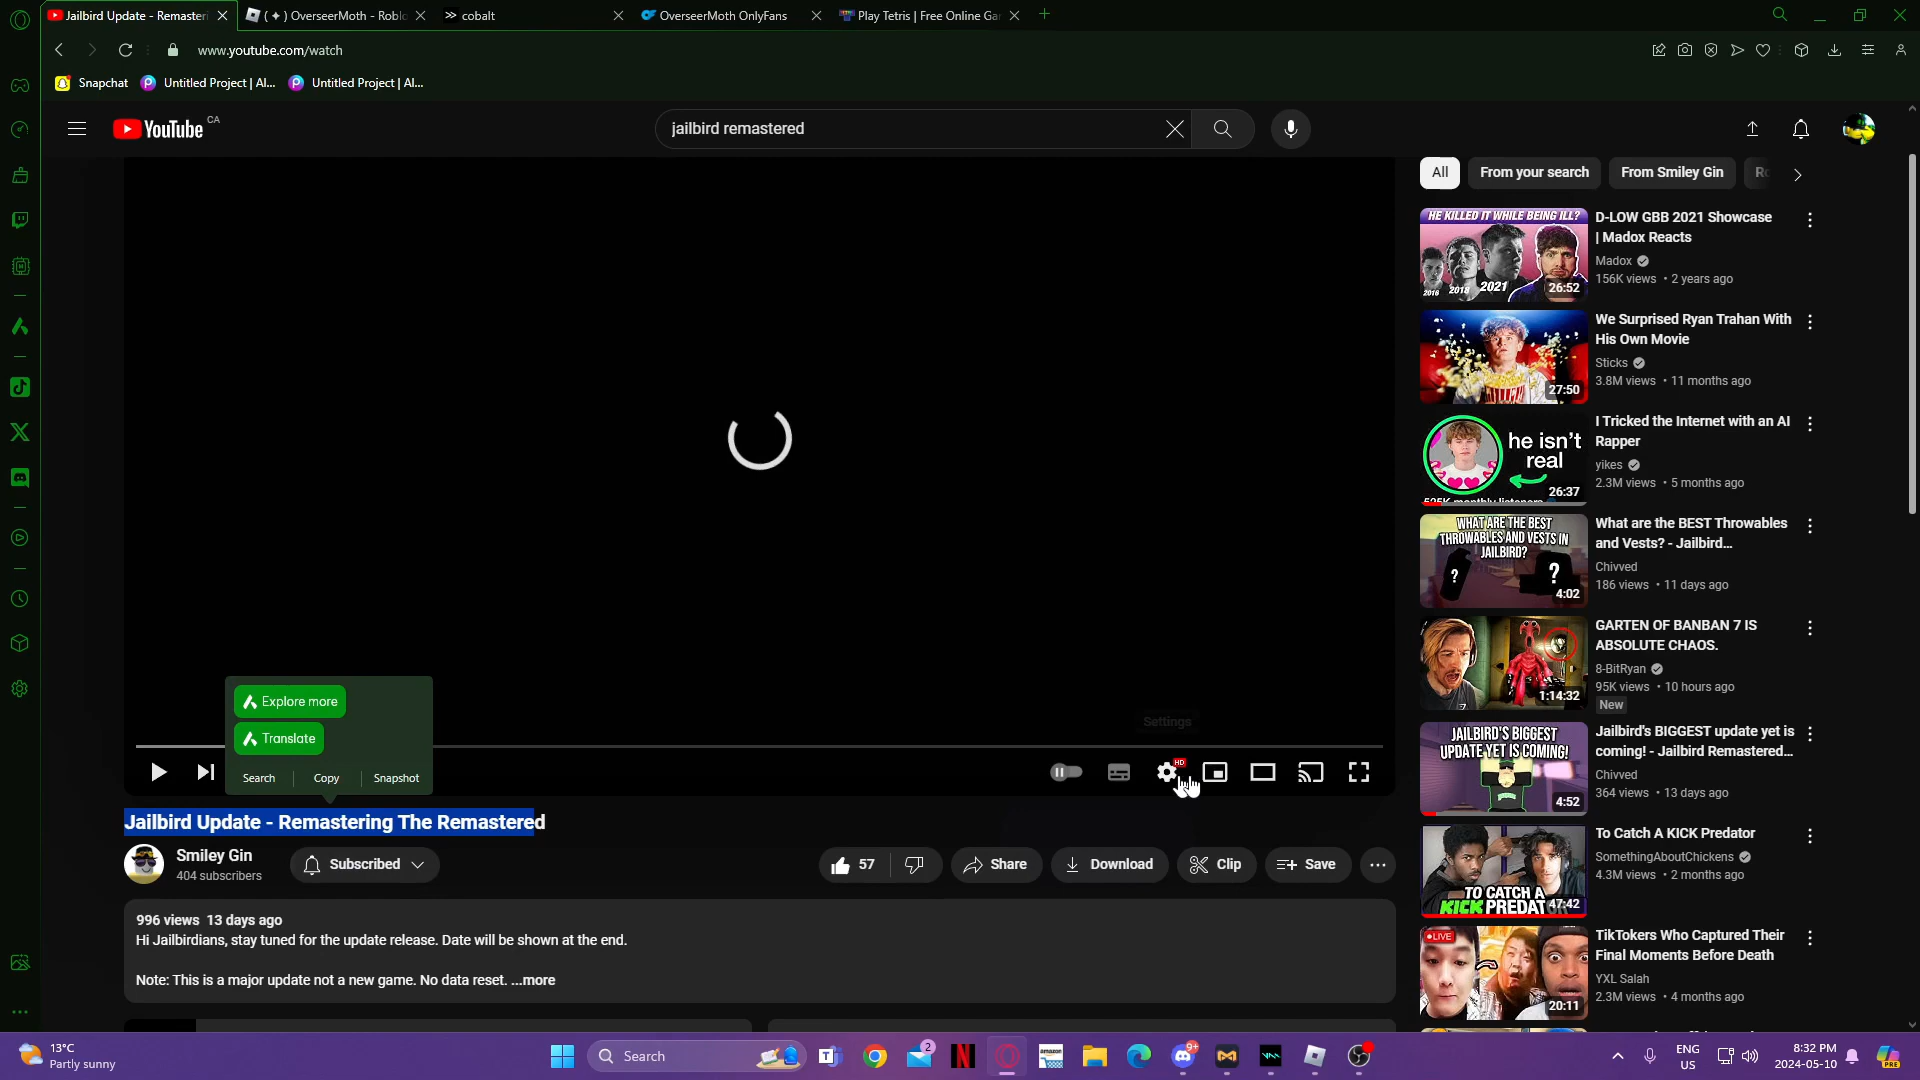 Jailbird Update - Remasteri
( ✦ ) OverseerMoth - Roblo
cobalt
OverseerMoth OnlyFans
Play Tetris | Free Online Ga
www.youtube.com/watch
Snapchat
Untitled Project | Al...
Untitled Project | Al...
YouTube CA
jailbird remastered
All
From your search
From Smiley Gin
HE KILLED IT WHILE BEING ILL?
2016 2018 2021
26:52
D-LOW GBB 2021 Showcase
| Madox Reacts
Madox
156K views • 2 years ago
27:50
We Surprised Ryan Trahan With
His Own Movie
Sticks
3.8M views • 11 months ago
he isn't
real
26:37
I Tricked the Internet with an AI
Rapper
yikes
2.3M views • 5 months ago
WHAT ARE THE BEST
THROWABLES AND VESTS IN
JAILBIRD?
? ?
4:02
What are the BEST Throwables
and Vests? - Jailbird...
Chivved
186 views • 11 days ago
1:14:32
GARTEN OF BANBAN 7 IS
ABSOLUTE CHAOS.
8-BitRyan
95K views • 10 hours ago
New
JAILBIRD'S BIGGEST
UPDATE YET IS COMING!
4:52
Jailbird's BIGGEST update yet is
coming! - Jailbird Remastered...
Chivved
364 views • 13 days ago
TO CATCH A
KICK PREDAT
47:42
To Catch A KICK Predator
SomethingAboutChickens
4.3M views • 2 months ago
LIVE
20:11
TikTokers Who Captured Their
Final Moments Before Death
YXL Salah
2.3M views • 4 months ago
Explore more
Translate
Search
Copy
Snapshot
Settings
HD
Jailbird Update - Remastering The Remastered
Smiley Gin
404 subscribers
Subscribed
57
Share
Download
Clip
Save
996 views 13 days ago
Hi Jailbirdians, stay tuned for the update release. Date will be shown at the end.
Note: This is a major update not a new game. No data reset. ...more
13°C
Partly sunny
Search
2
amazon
9+
ENG
US
8:32 PM
2024-05-10
PRE